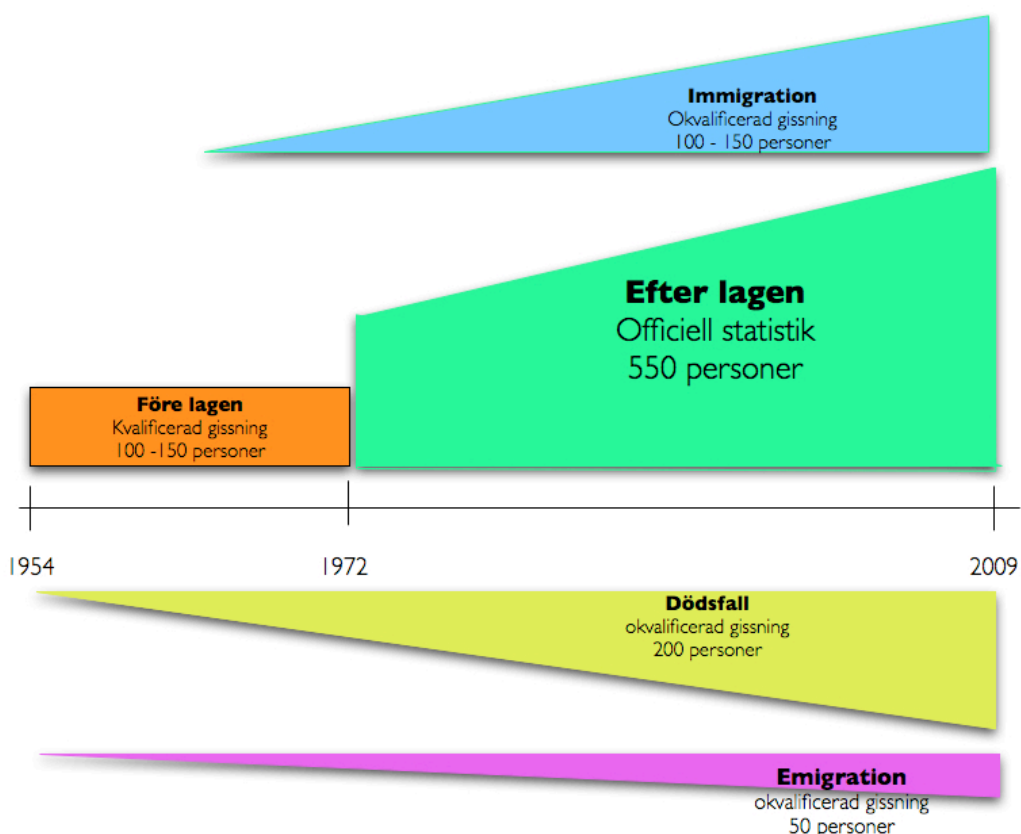 Immigration
Okvalificerad gissning
100 - 150 personer
Efter lagen
Officiell statistik
550 personer
Före lagen
Kvalificerad gissning
100 -150 personer
1954
1972
2009
Dödsfall
okvalificerad gissning
200 personer
Emigration
okvalificerad gissning
50 personer